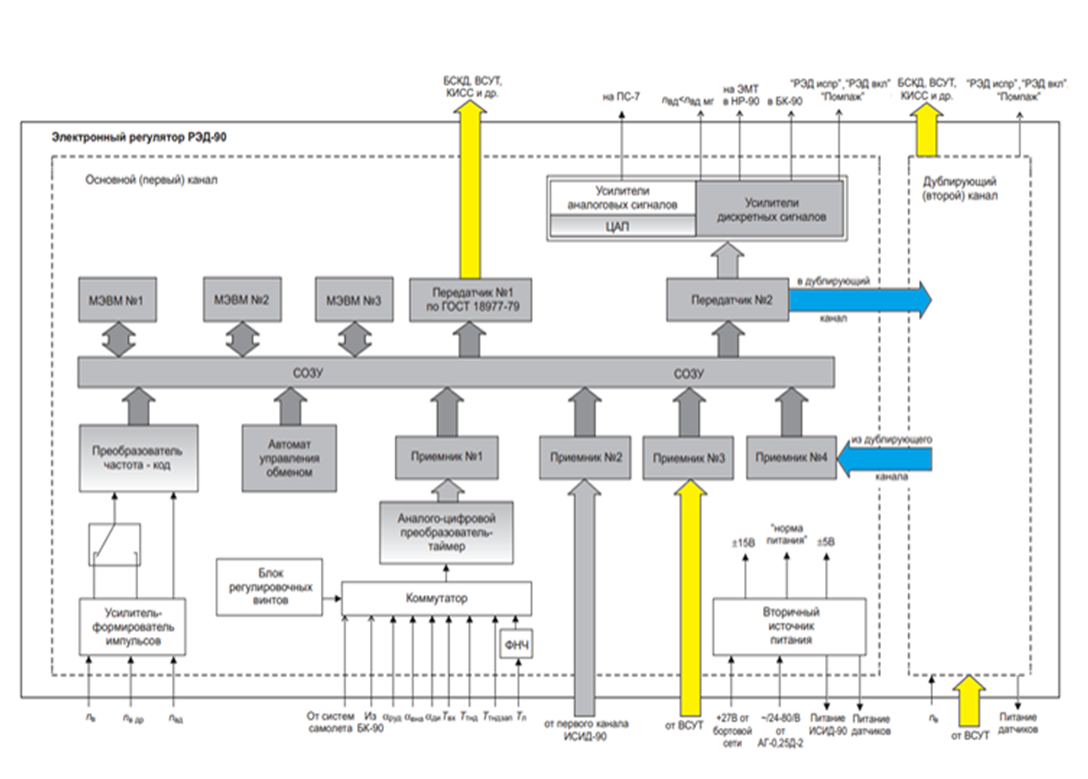 БСКД, ВСУТ,
КИСС и др.
на ПС-7
nвд<nвд мг
на ЭМТ
в НР-90
в БК-90
"РЭД испр", "РЭД вкл"
"Помпаж"
БСКД, ВСУТ,
КИСС и др.
"РЭД испр", "РЭД вкл"
"Помпаж"
Электронный регулятор РЭД-90
Основной (первый) канал
Усилители
аналоговых сигналов
ЦАП
Усилители
дискретных сигналов
Дублирующий
(второй) канал
МЭВМ №1
МЭВМ №2
МЭВМ №3
Передатчик №1
по ГОСТ 18977-79
Передатчик №2
в дублирующий
канал
СОЗУ
СОЗУ
Преобразователь
частота - код
Автомат
управления
обменом
Приемник №1
Приемник №2
Приемник №3
Приемник №4
из дублирующего
канала
Аналого-цифровой
преобразователь-
таймер
±15В
"норма
питания"
±5В
Блок
регулировочных
винтов
Коммутатор
Усилитель-
формирователь
импульсов
ФНЧ
Вторичный
источник
питания
nв
nв др
nвд
От систем
самолета
Из
БК-90
αруд
αвна
αди
Tвх
Tтнд
Tтндзап
Tл
от первого канала
ИСИД-90
от ВСУТ
+27В от
бортовой
сети
~/24-80/В
от
АГ-0,25Д-2
Питание
ИСИД-90
Питание
датчиков
nв
от ВСУТ
Питание
датчиков